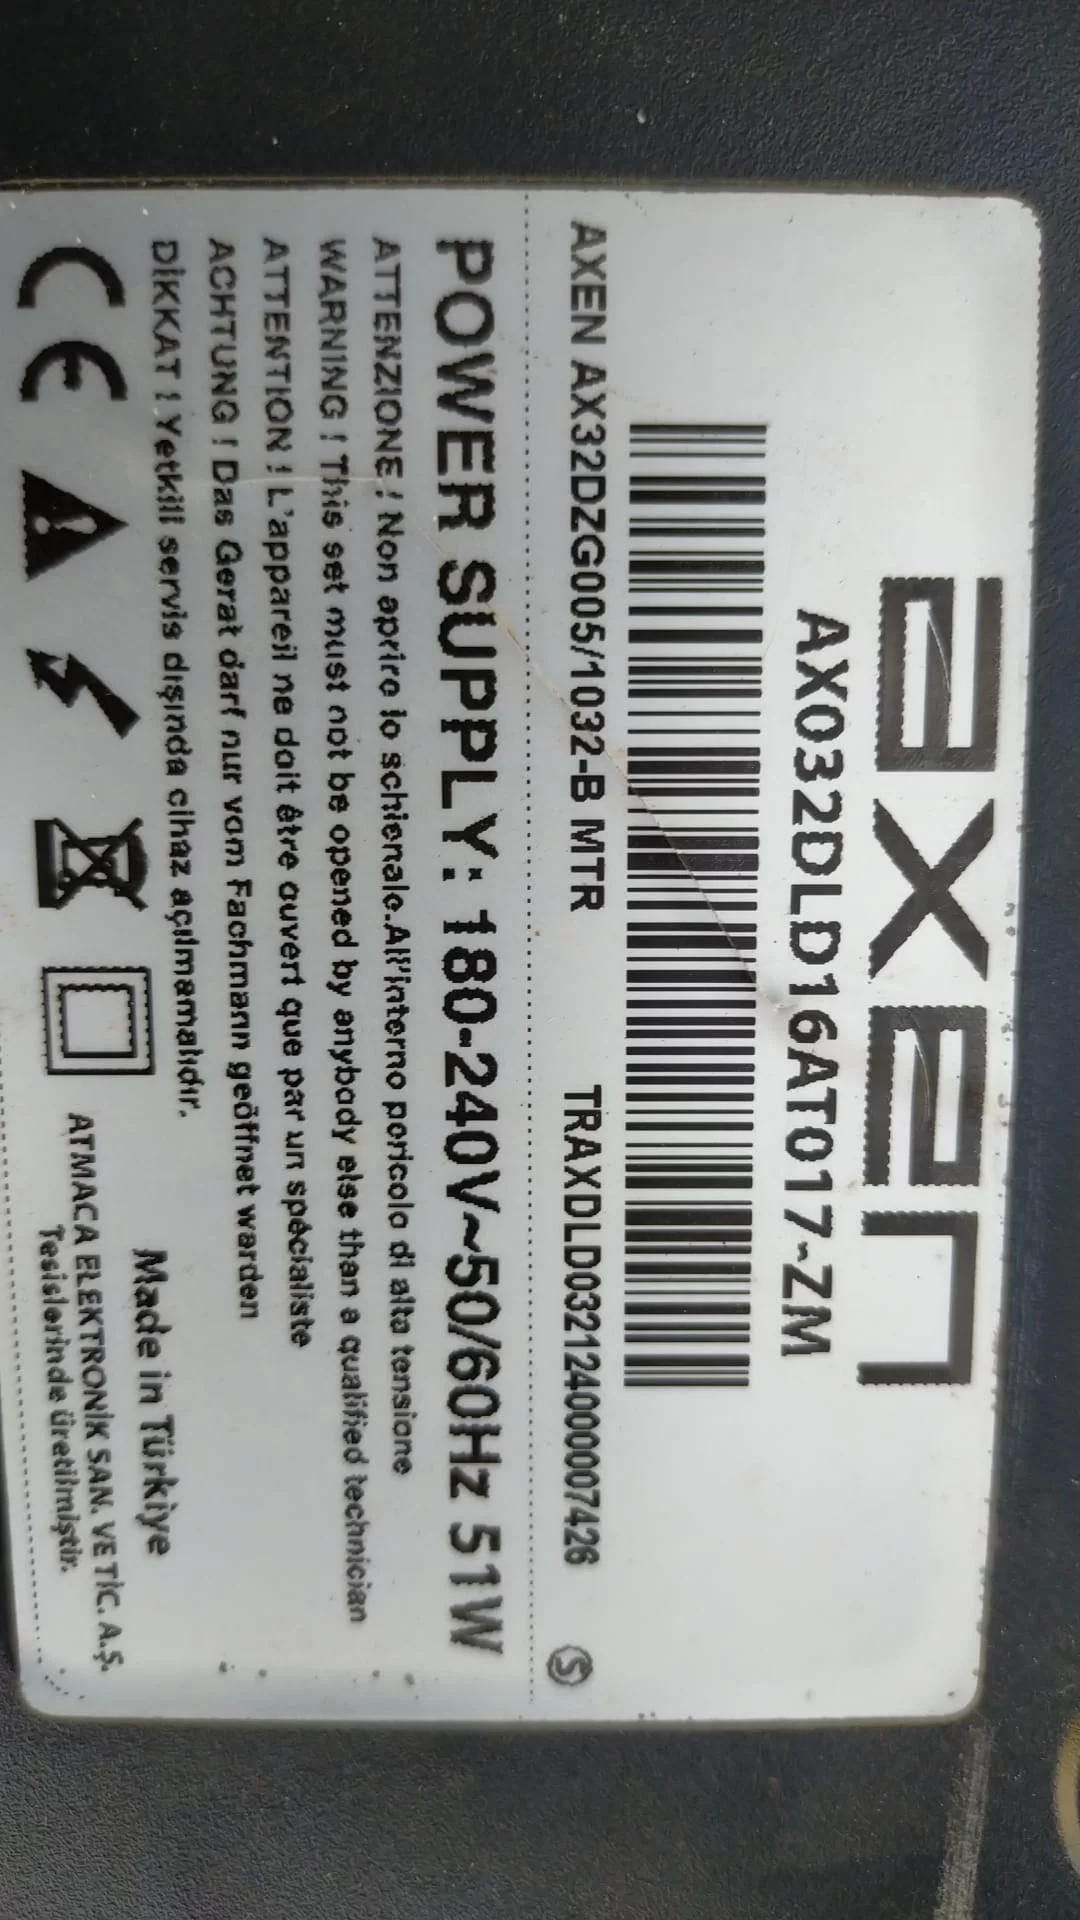 axen
AX032DLD16AT017-ZM
AXEN AX32DZG005/1032-B MTR TRAXDLD03212400007426 S
POWER SUPPLY: 180-240V~50/60Hz 51W
ATTENZIONE! Non aprire lo schienale.All'interno pericolo di alta tensione
WARNING ! This set must not be opened by anybody else than a qualified technician
ATTENTION ! L'appareil ne doit être ouvert que par un spécialiste
ACHTUNG ! Das Gerat darf nur vom Fachmann geöffnet warden
DİKKAT ! Yetkili servis dışında cihaz açılmamalıdır.
CE
Made in Türkiye
ATMACA ELEKTRONİK SAN. VE TİC. A.Ş.
Tesislerinde üretilmiştir.